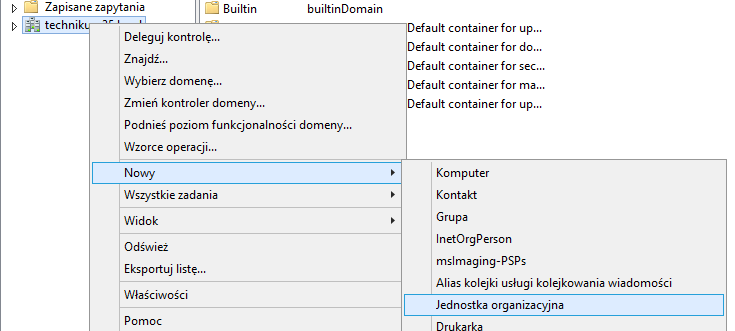 Zapisane zapytania
Builtin builtinDomain
Deleguj kontrolę...
Default container for up...
Znajdź...
Default container for do...
Wybierz domenę...
Default container for sec...
Zmień kontroler domeny...
Default container for ma...
Podnieś poziom funkcjonalności domeny...
Default container for up...
Wzorce operacji...
Nowy
Wszystkie zadania
Widok
Odśwież
Eksportuj listę...
Właściwości
Pomoc
Komputer
Kontakt
Grupa
InetOrgPerson
msImaging-PSPs
Alias kolejki usługi kolejkowania wiadomości
Jednostka organizacyjna
Drukarka